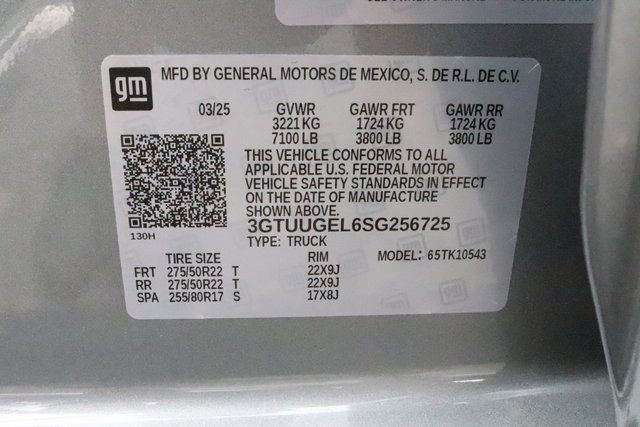 gm
MFD BY GENERAL MOTORS DE MEXICO, S. DE R.L. DE C.V.
03/25 GVWR GAWR FRT GAWR RR
3221 KG 1724 KG 1724 KG
7100 LB 3800 LB 3800 LB
THIS VEHICLE CONFORMS TO ALL
APPLICABLE U.S. FEDERAL MOTOR
VEHICLE SAFETY STANDARDS IN EFFECT
ON THE DATE OF MANUFACTURE
SHOWN ABOVE.
130H
3GTUUGEL6SG256725
TYPE: TRUCK MODEL: 65TK10543
TIRE SIZE RIM
FRT 275/50R22 T 22X9J
RR 275/50R22 T 22X9J
SPA 255/80R17 S 17X8J